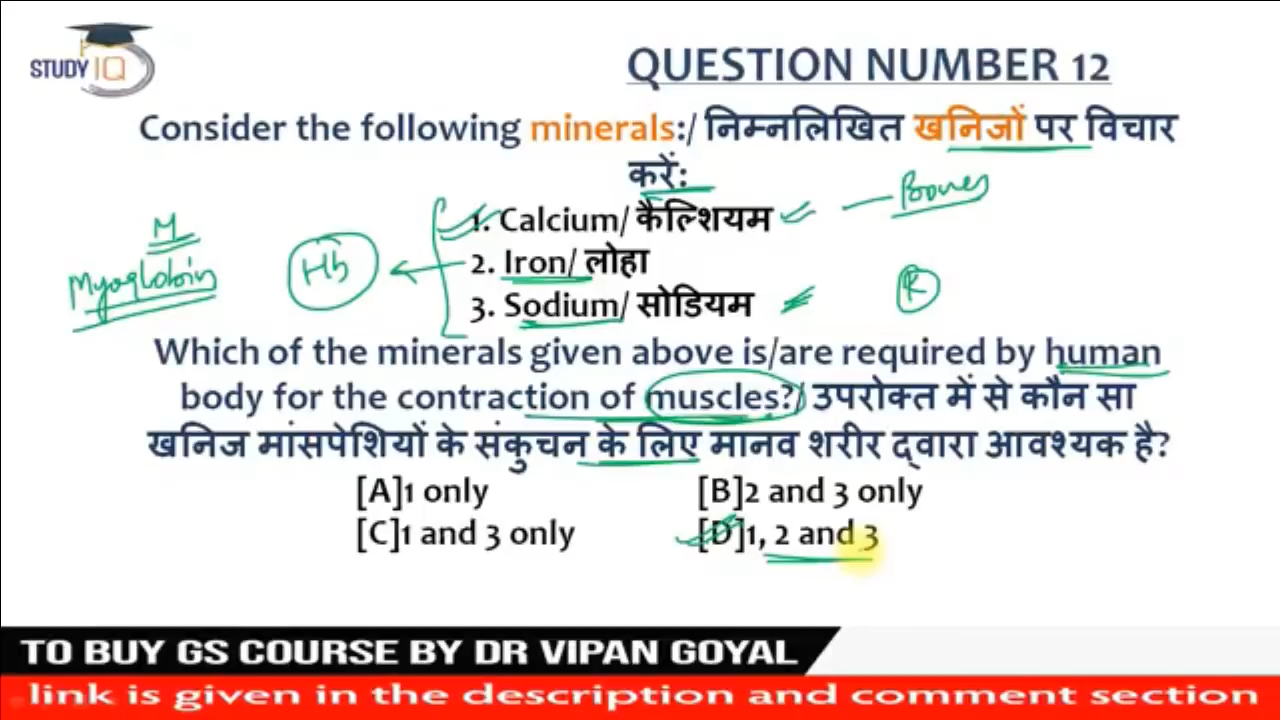 STUDY IQ
QUESTION NUMBER 12
Consider the following minerals:/ निम्नलिखित खनिजों पर विचार
करें:
1. Calcium/ कैल्शियम
Bones
M
Myoglobin
Hb
2. Iron/ लोहा
3. Sodium/ सोडियम
K
Which of the minerals given above is/are required by human
body for the contraction of muscles?/ उपरोक्त में से कौन सा
खनिज मांसपेशियों के संकुचन के लिए मानव शरीर द्वारा आवश्यक है?
[A]1 only
[B]2 and 3 only
[C]1 and 3 only
[D]1, 2 and 3
TO BUY GS COURSE BY DR VIPAN GOYAL
link is given in the description and comment section